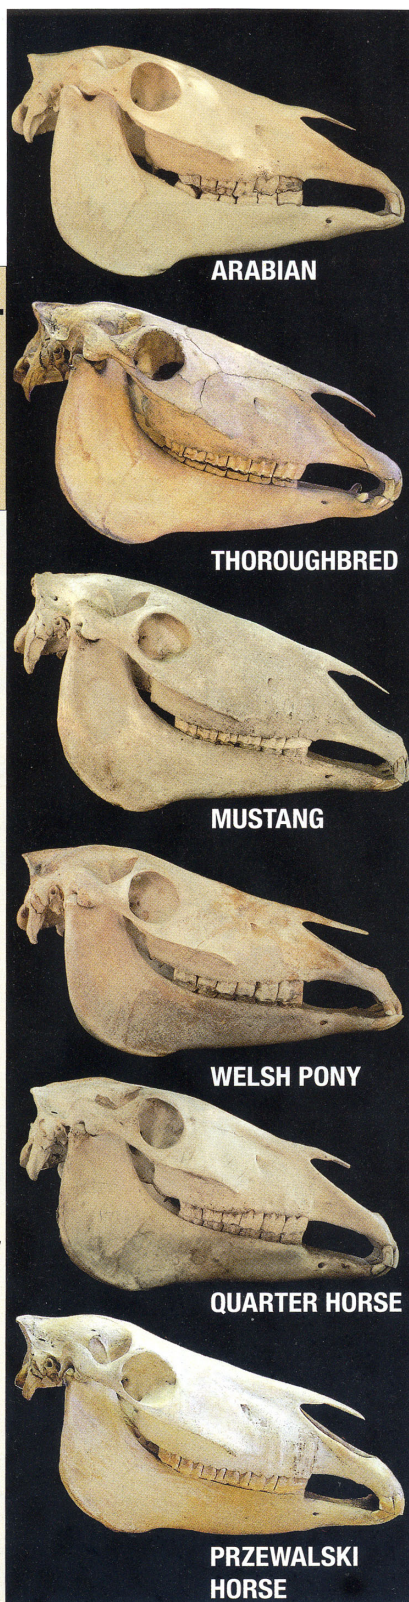 ARABIAN
THOROUGHBRED
MUSTANG
WELSH PONY
QUARTER HORSE
PRZEWALSKI
HORSE